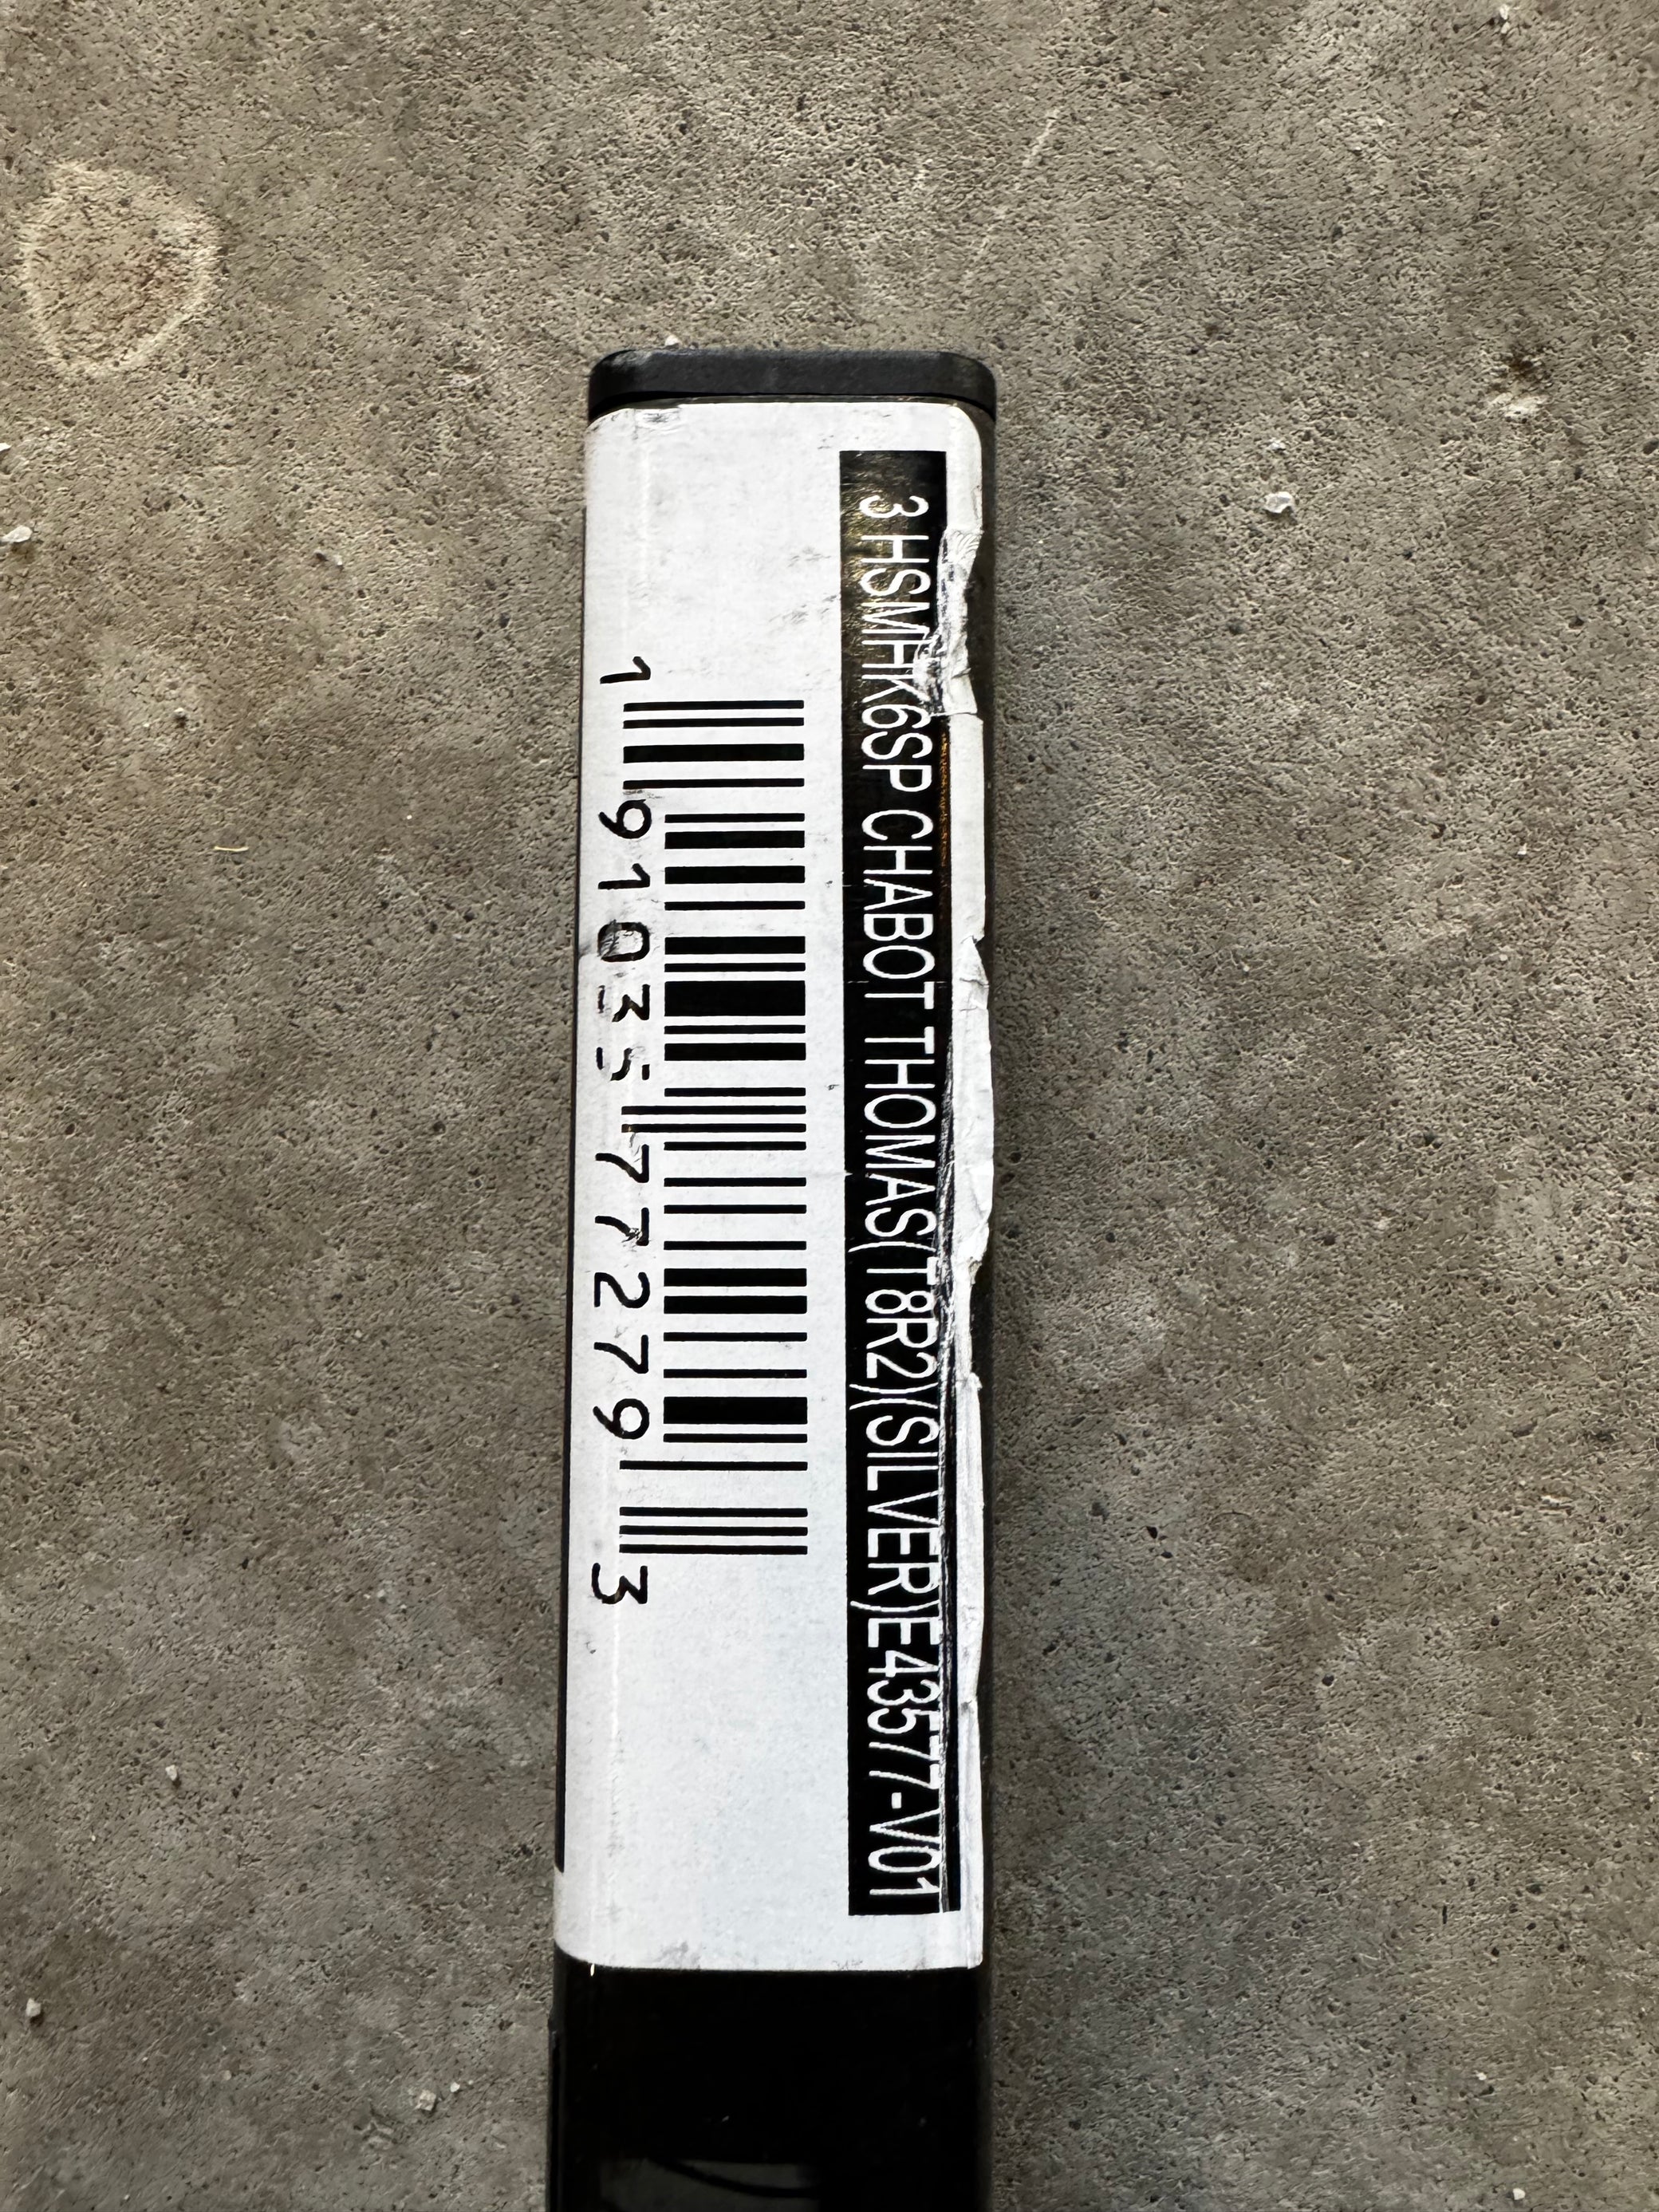 3 HSMHK6SP CHABOT THOMAS(T8R2)(SILVER)E43577-V01
1 91035 77279 3